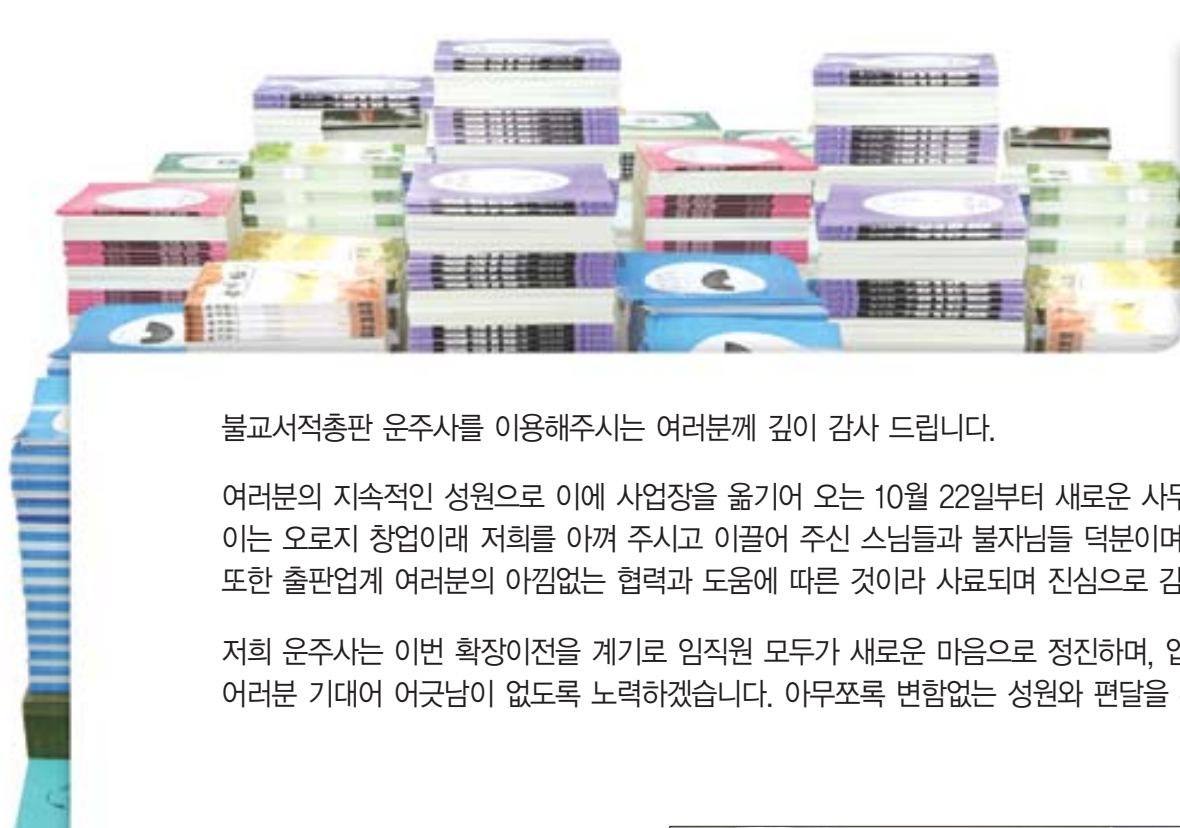 불교서적총판 운주사를 이용해주시는 여러분께 깊이 감사 드립니다.
여러분의 지속적인 성원으로 이에 사업장을 옮기어 오는 10월 22일부터 새로운
이는 오로지 창업이래 저희를 아껴 주시고 이끌어 주신 스님들과 불자님들 덕분이며
또한 출판업계 여러분의 아낌없는 협력과 도움에 따른 것이라 사료되며 진심으로
저희 운주사는 이번 확장이전을 계기로 임직원 모두가 새로운 마음으로 정진하며,
어러분 기대어 어긋남이 없도록 노력하겠습니다. 아무쪼록 변함없는 성원와 편달을